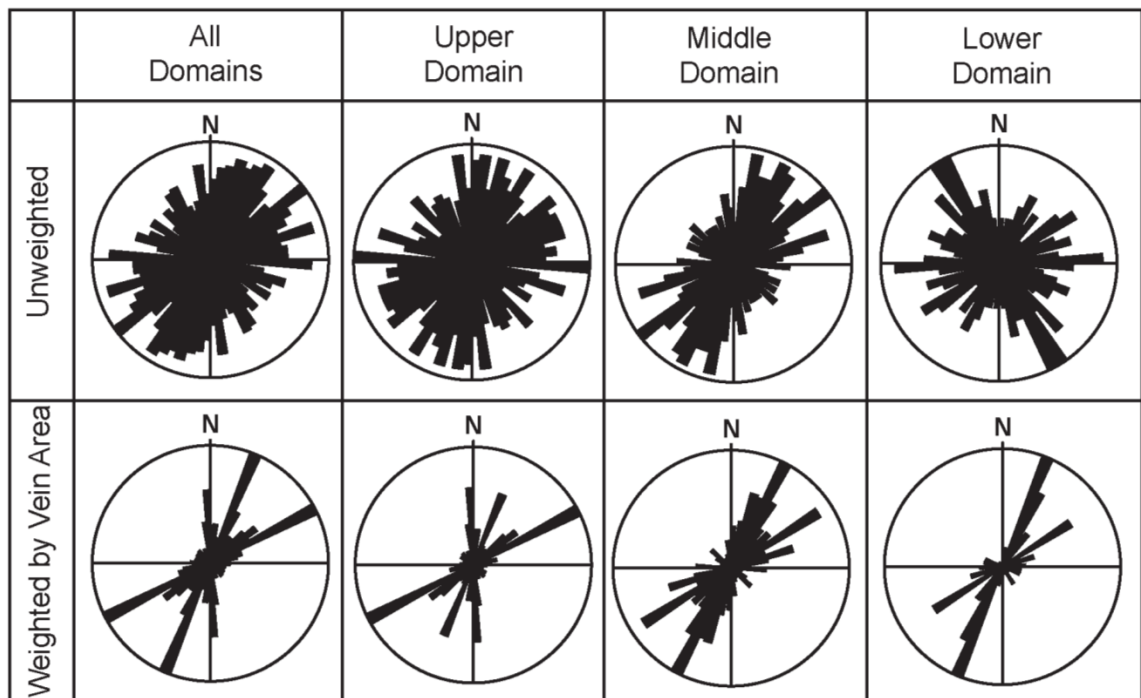 All
Domains
Upper
Domain
Middle
Domain
Lower
Domain
Unweighted
N
N
N
N
Weighted by Vein Area
N
N
N
N